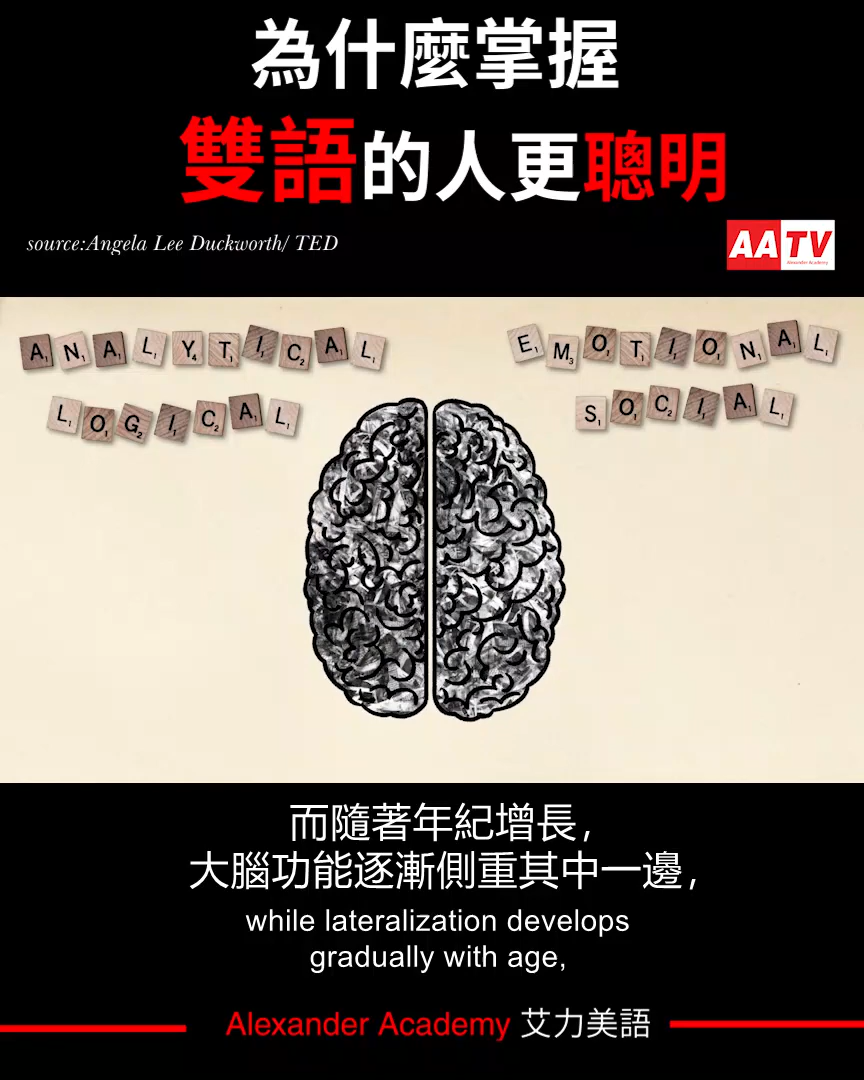 為什麼掌握
雙語的人更聰明
source:Angela Lee Duckworth/ TED
AATV
Alexander Academy
ANALYTICAL
LOGICAL
EMOTIONAL
SOCIAL
而隨著年紀增長，
大腦功能逐漸側重其中一邊，
while lateralization develops
gradually with age,
Alexander Academy 艾力美語